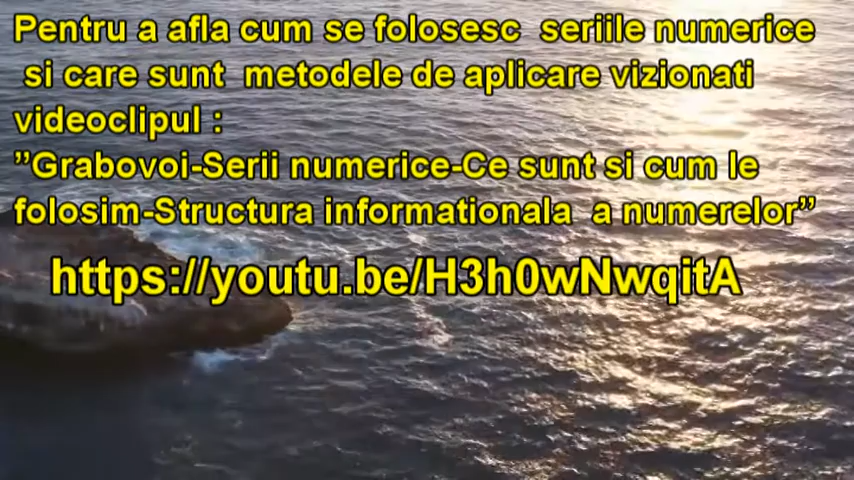 Pentru a afla cum se folosesc seriile numerice
si care sunt metodele de aplicare vizionati
videoclipul :
”Grabovoi-Serii numerice-Ce sunt si cum le
folosim-Structura informationala a numerelor”
https://youtu.be/H3h0wNwqitA